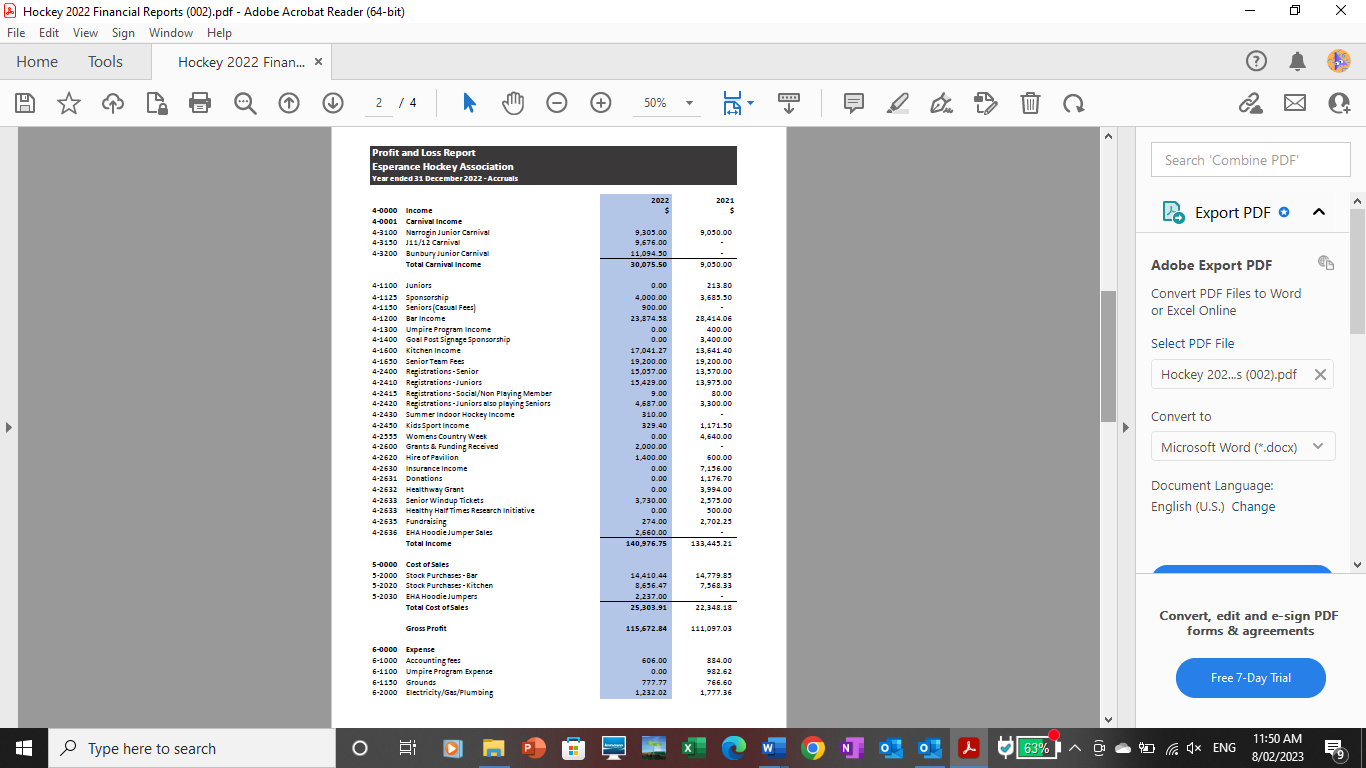 Hockey 2022 Financial Reports (002).pdf - Adobe Acrobat Reader (64-bit)
File Edit View Sign Window Help
Home Tools Hockey 2022 Finan... ×
2 / 4 50%
Profit and Loss Report
Esperance Hockey Association
Year ended 31 December 2022 - Accruals
2022 2021
4-0000 Income $ $
4-0001 Carnival Income
4-3100 Narrogin Junior Carnival 9,305.00 9,050.00
4-3150 J11/12 Carnival 9,676.00 -
4-3200 Bunbury Junior Carnival 11,094.50 -
Total Carnival Income 30,075.50 9,050.00
4-1100 Juniors 0.00 213.80
4-1125 Sponsorship 4,000.00 3,685.50
4-1150 Seniors (Casual Fees) 900.00 -
4-1200 Bar Income 23,874.58 28,414.06
4-1300 Umpire Program Income 0.00 400.00
4-1400 Goal Post Signage Sponsorship 0.00 3,400.00
4-1600 Kitchen Income 17,041.27 13,641.40
4-1650 Senior Team Fees 19,200.00 19,200.00
4-2400 Registrations - Senior 15,057.00 13,570.00
4-2410 Registrations - Juniors 15,429.00 13,975.00
4-2415 Registrations - Social/Non Playing Member 9.00 80.00
4-2420 Registrations - Juniors also playing Seniors 4,687.00 3,300.00
4-2430 Summer Indoor Hockey Income 310.00 -
4-2450 Kids Sport Income 329.40 1,171.50
4-2555 Womens Country Week 0.00 4,640.00
4-2600 Grants & Funding Received 2,000.00 -
4-2620 Hire of Pavilion 1,400.00 600.00
4-2630 Insurance Income 0.00 7,156.00
4-2631 Donations 0.00 1,176.70
4-2632 Healthway Grant 0.00 3,994.00
4-2633 Senior Windup Tickets 3,730.00 2,575.00
4-2633 Healthy Half Times Research Initiative 0.00 500.00
4-2635 Fundraising 274.00 2,702.25
4-2636 EHA Hoodie Jumper Sales 2,660.00 -
Total Income 140,976.75 133,445.21
5-0000 Cost of Sales
5-2000 Stock Purchases - Bar 14,410.44 14,779.85
5-2020 Stock Purchases - Kitchen 8,656.47 7,568.33
5-2030 EHA Hoodie Jumpers 2,237.00 -
Total Cost of Sales 25,303.91 22,348.18
Gross Profit 115,672.84 111,097.03
6-0000 Expense
6-1000 Accounting fees 606.00 884.00
6-1100 Umpire Program Expense 0.00 982.62
6-1150 Grounds 777.77 766.60
6-2000 Electricity/Gas/Plumbing 1,232.02 1,777.36
Search 'Combine PDF'
Export PDF
Adobe Export PDF
Convert PDF Files to Word
or Excel Online
Select PDF File
Hockey 202...s (002).pdf
Convert to
Microsoft Word (*.docx)
Document Language:
English (U.S.) Change
Convert, edit and e-sign PDF
forms & agreements
Free 7-Day Trial
Type here to search
63%
ENG
11:50 AM
8/02/2023
9